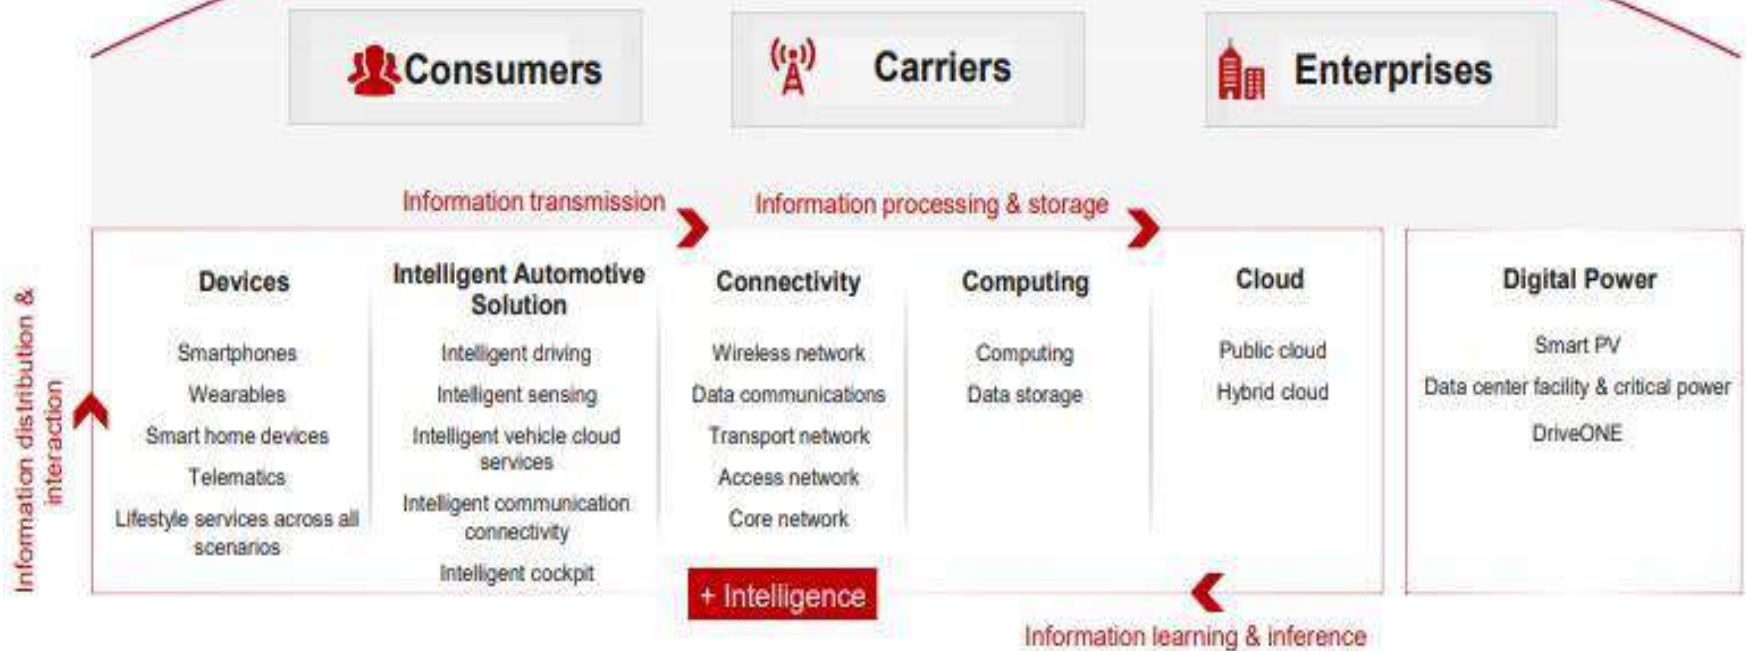 Consumers
Carriers
Enterprises
Information transmission
Information processing & storage
Information distribution &
interaction
Devices
Smartphones
Wearables
Smart home devices
Telematics
Lifestyle services across all
scenarios
Intelligent Automotive
Solution
Intelligent driving
Intelligent sensing
Intelligent vehicle cloud
services
Intelligent communication
connectivity
Intelligent cockpit
Connectivity
Wireless network
Data communications
Transport network
Access network
Core network
Computing
Computing
Data storage
Cloud
Public cloud
Hybrid cloud
Digital Power
Smart PV
Data center facility & critical power
DriveONE
+ Intelligence
Information learning & inference